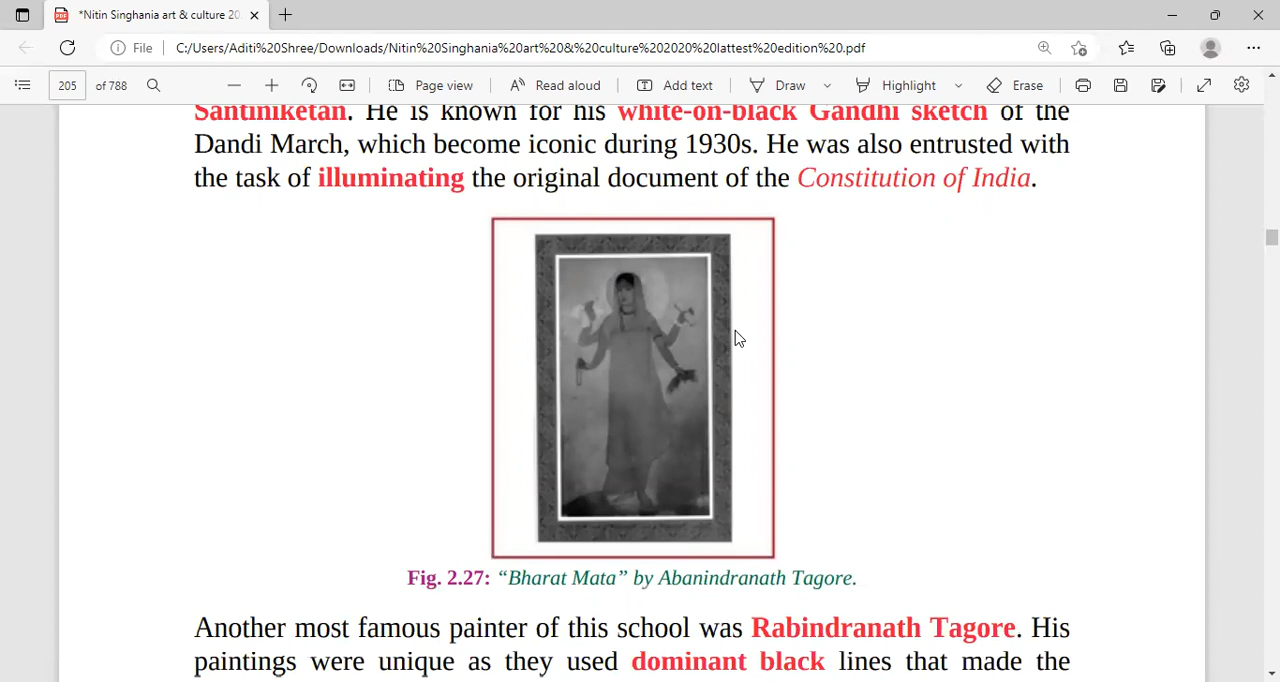 *Nitin Singhania art & culture 20
File C:/Users/Aditi%20Shree/Downloads/Nitin%20Singhania%20art%20&%20culture%202020%20lattest%20edition%20.pdf
205 of 788 Page view Read aloud Add text Draw Highlight Erase
Santiniketan. He is known for his white-on-black Gandhi sketch of the
Dandi March, which become iconic during 1930s. He was also entrusted with
the task of illuminating the original document of the Constitution of India.
Fig. 2.27: “Bharat Mata” by Abanindranath Tagore.
Another most famous painter of this school was Rabindranath Tagore. His
paintings were unique as they used dominant black lines that made the